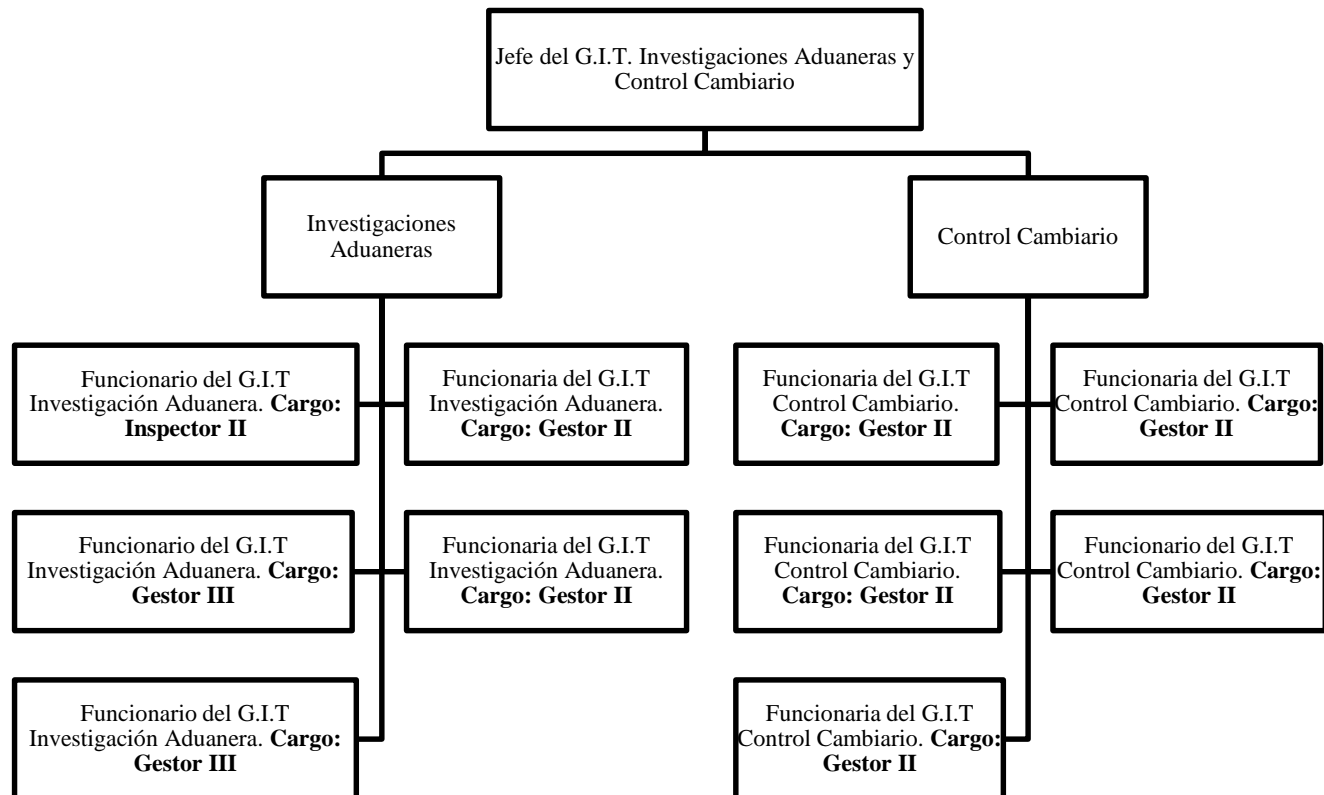 Jefe del G.I.T. Investigaciones Aduaneras y
Control Cambiario
Investigaciones
Aduaneras
Control Cambiario
Funcionario del G.I.T
Investigación Aduanera. Cargo:
Inspector II
Funcionaria del G.I.T
Investigación Aduanera.
Cargo: Gestor II
Funcionaria del G.I.T
Control Cambiario.
Cargo: Gestor II
Funcionaria del G.I.T
Control Cambiario. Cargo:
Gestor II
Funcionario del G.I.T
Investigación Aduanera. Cargo:
Gestor III
Funcionaria del G.I.T
Investigación Aduanera.
Cargo: Gestor II
Funcionaria del G.I.T
Control Cambiario.
Cargo: Gestor II
Funcionario del G.I.T
Control Cambiario. Cargo:
Gestor II
Funcionario del G.I.T
Investigación Aduanera. Cargo:
Gestor III
Funcionaria del G.I.T
Control Cambiario. Cargo:
Gestor II